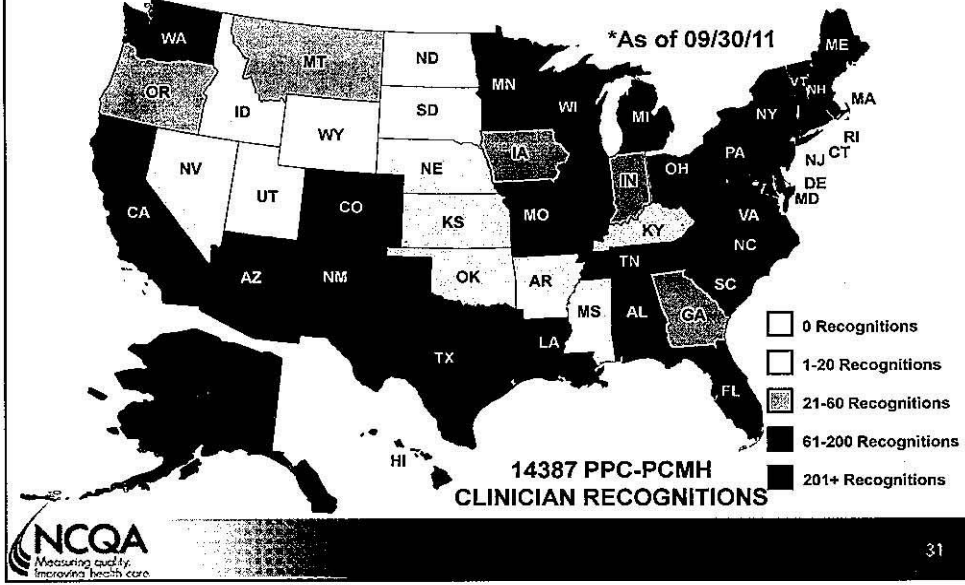 *As of 09/30/11
WA
MT
ND
MN
ME
OR
ID
SD
WI
VT
NH
MA
WY
MI
NY
RI
IA
CT
NV
NE
PA
NJ
UT
IN
OH
DE
MD
CA
CO
KS
MO
VA
KY
NC
AZ
NM
OK
AR
TN
SC
MS
AL
GA
TX
LA
FL
HI
0 Recognitions
1-20 Recognitions
21-60 Recognitions
61-200 Recognitions
201+ Recognitions
14387 PPC-PCMH
CLINICIAN RECOGNITIONS
NCQA
Measuring quality.
Improving health care.
31